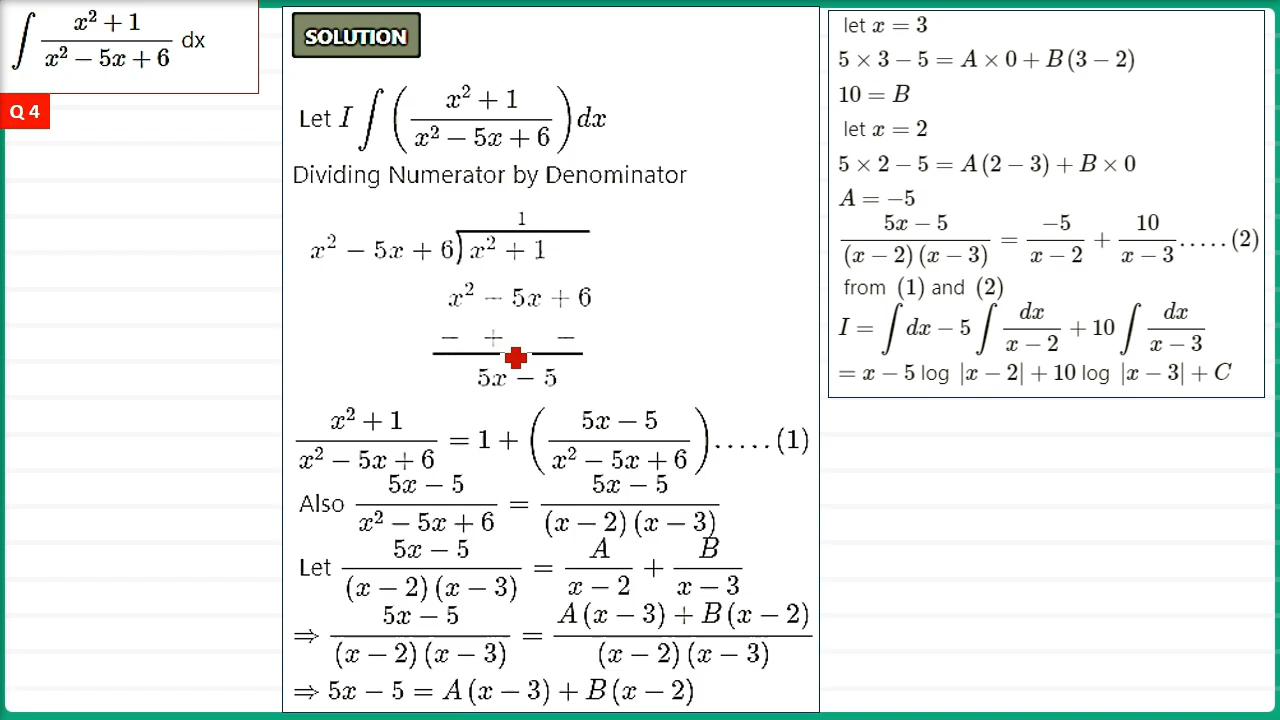 ∫ (x² + 1)/(x² − 5x + 6) dx
Q 4
SOLUTION
Let I ∫ ((x² + 1)/(x² − 5x + 6)) dx
Dividing Numerator by Denominator
1
x² − 5x + 6)x² + 1
x² − 5x + 6
− + −
5x − 5
(x² + 1)/(x² − 5x + 6) = 1 + ((5x − 5)/(x² − 5x + 6)).....(1)
Also (5x − 5)/(x² − 5x + 6) = (5x − 5)/((x − 2)(x − 3))
Let (5x − 5)/((x − 2)(x − 3)) = A/(x − 2) + B/(x − 3)
⇒ (5x − 5)/((x − 2)(x − 3)) = (A(x − 3) + B(x − 2))/((x − 2)(x − 3))
⇒ 5x − 5 = A(x − 3) + B(x − 2)
let x = 3
5 × 3 − 5 = A × 0 + B(3 − 2)
10 = B
let x = 2
5 × 2 − 5 = A(2 − 3) + B × 0
A = −5
(5x − 5)/((x − 2)(x − 3)) = −5/(x − 2) + 10/(x − 3).....(2)
from (1) and (2)
I = ∫ dx − 5 ∫ dx/(x − 2) + 10 ∫ dx/(x − 3)
= x − 5 log |x − 2| + 10 log |x − 3| + C